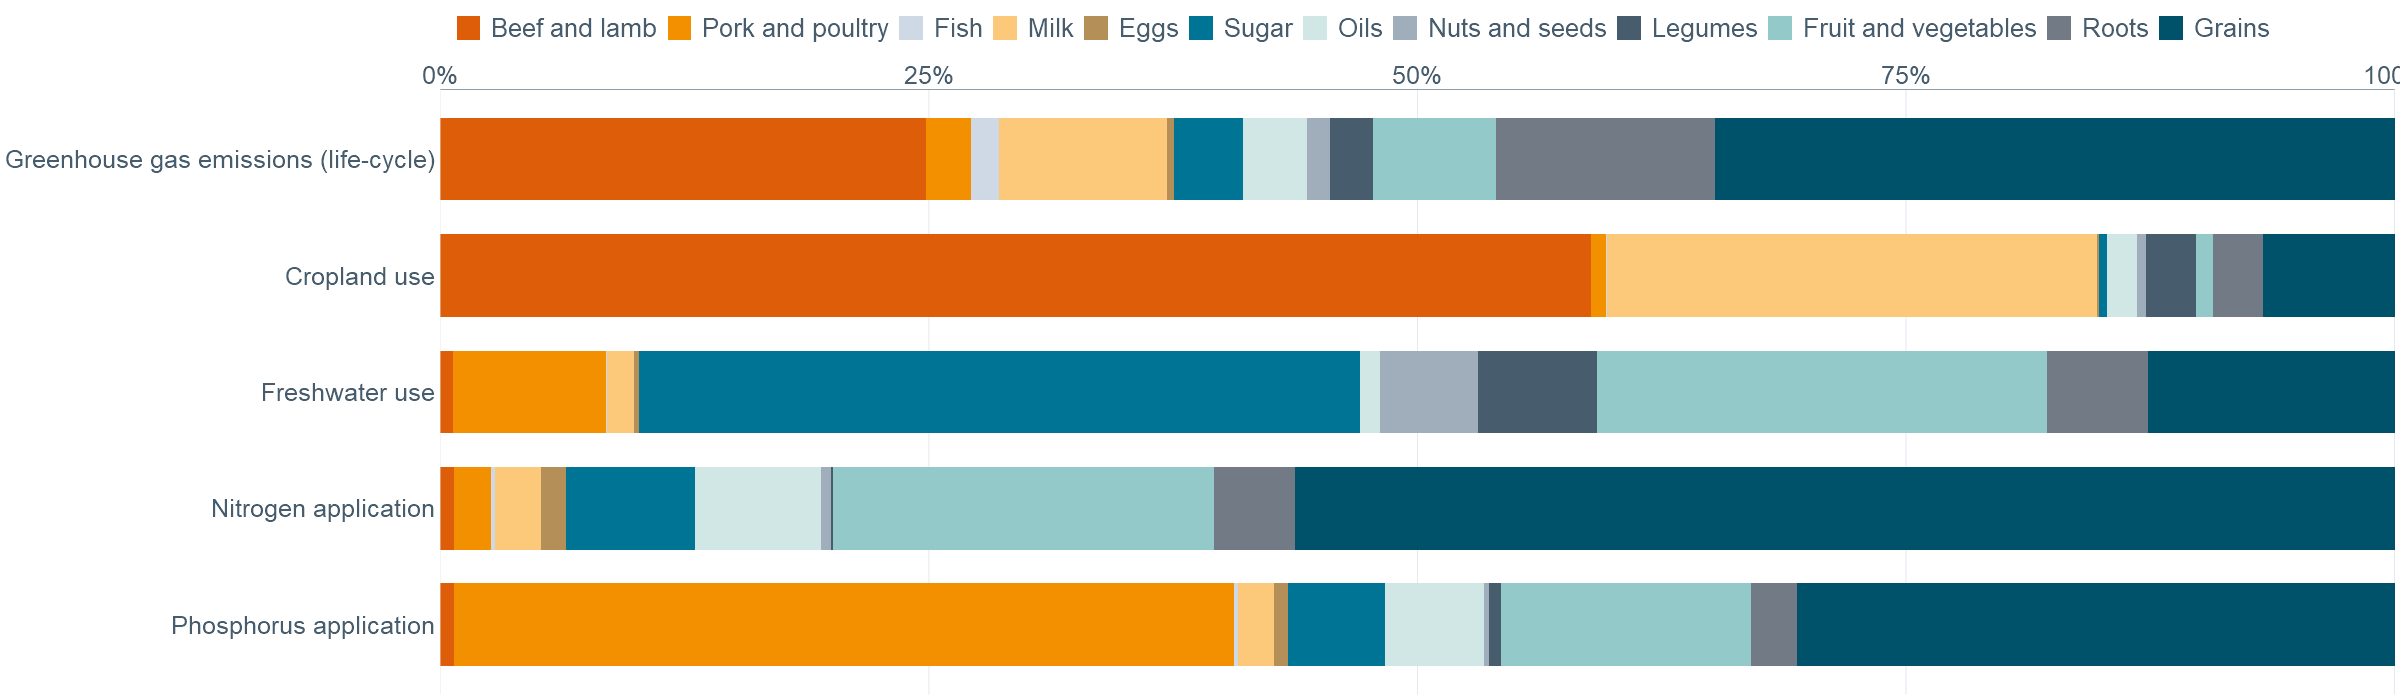 Beef and lamb Pork and poultry Fish Milk Eggs Sugar Oils Nuts and seeds Legumes Fruit and vegetables Roots Grains
0% 25% 50% 75% 100
Greenhouse gas emissions (life-cycle)
Cropland use
Freshwater use
Nitrogen application
Phosphorus application